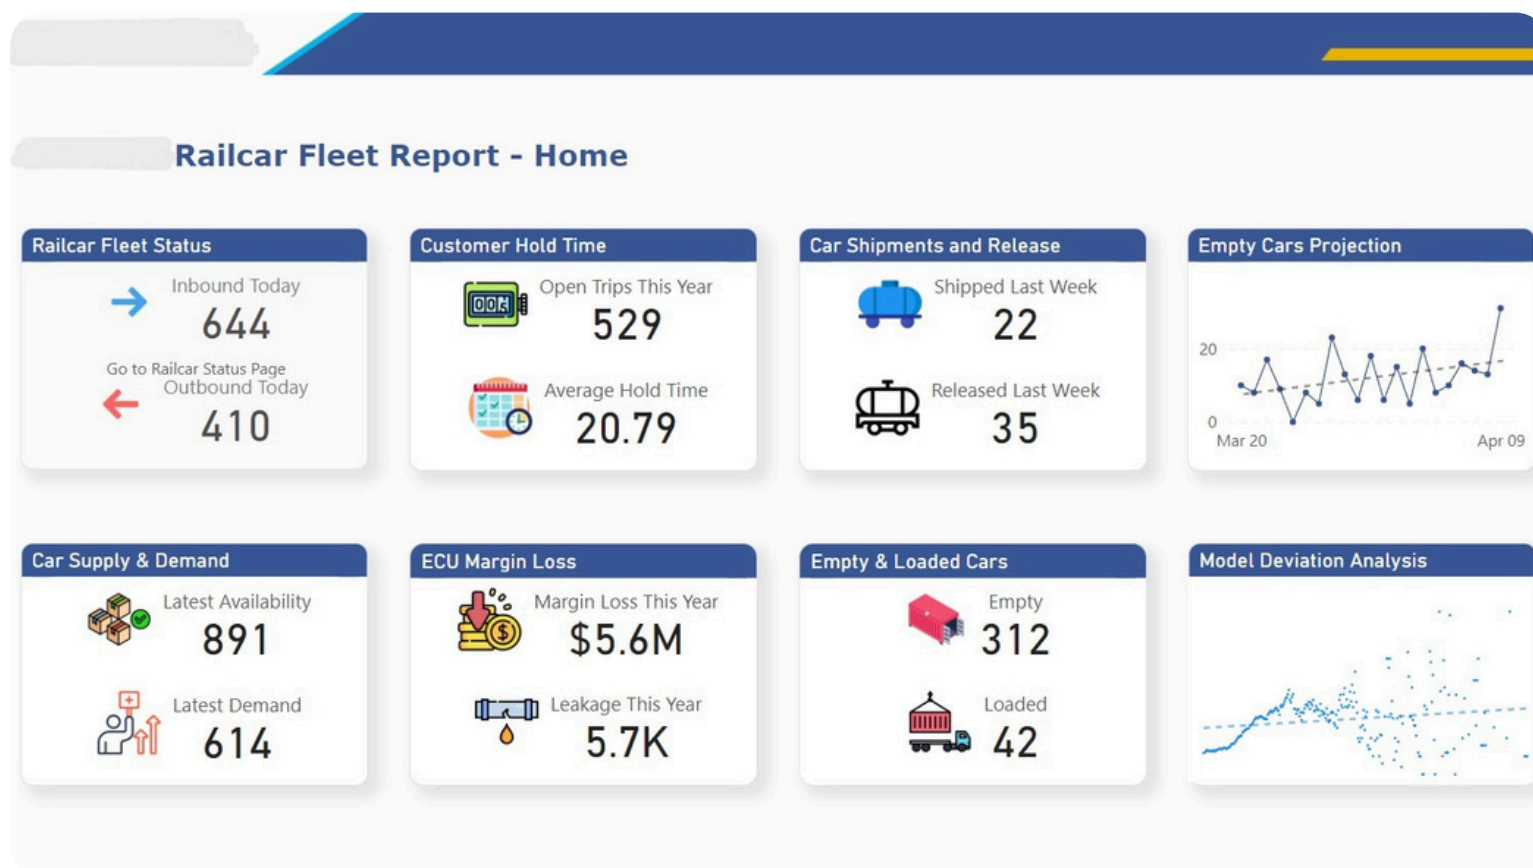 Railcar Fleet Report - Home
Railcar Fleet Status
Inbound Today
644
Go to Railcar Status Page
Outbound Today
410
Customer Hold Time
005
Open Trips This Year
529
Average Hold Time
20.79
Car Shipments and Release
Shipped Last Week
22
Released Last Week
35
Empty Cars Projection
20
0
Mar 20
Apr 09
Car Supply & Demand
Latest Availability
891
Latest Demand
614
ECU Margin Loss
Margin Loss This Year
$5.6M
Leakage This Year
5.7K
Empty & Loaded Cars
Empty
312
Loaded
42
Model Deviation Analysis